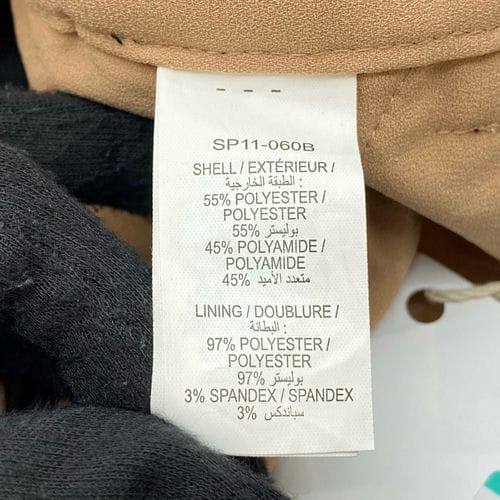 - - -
SP11-060B
SHELL / EXTÉRIEUR /
الطبقة الخارجية :
55% POLYESTER /
POLYESTER
بوليستر 55%
45% POLYAMIDE /
POLYAMIDE
متعدد الأميد 45%
LINING / DOUBLURE /
البطانة :
97% POLYESTER /
POLYESTER
بوليستر 97%
3% SPANDEX / SPANDEX
سباندكس 3%